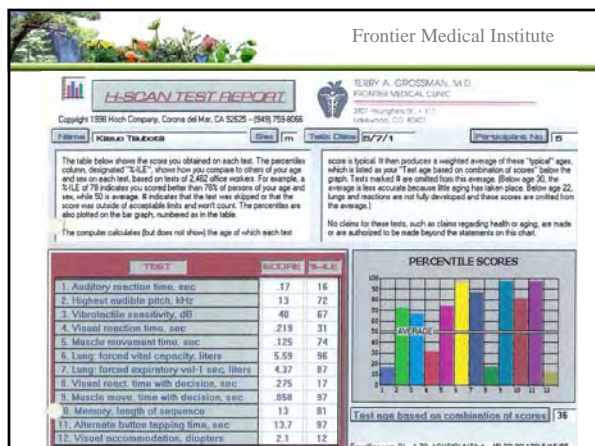 Frontier Medical Institute
H-SCAN TEST REPORT
TERRY A. GROSSMAN, M.D.
FRONTIER MEDICAL CLINIC
Copyright 1998 Hoch Company, Corona del Mar, CA 92625 - (949) 759-8066
Name
Sex m Test Date 5/7/1 Participant No. 5
The table below shows the score you obtained on each test. The percentiles
column, designated "%-ILE", shows how you compare to others of your age
and sex on each test, based on tests of 2,462 office workers. For example, a
%-ILE of 78 indicates you scored better than 78% of persons of your age and
sex, while 50 is average. # indicates that the test was skipped or that the
score was outside of acceptable limits and won't count. The percentiles are
also plotted on the bar graph, numbered as in the table.
The computer calculates (but does not show) the age of which each test
score is typical. It then produces a weighted average of these "typical" ages,
which is listed as your "Test age based on combination of scores" below the
graph. Tests marked # are omitted from this average. (Below age 30, the
average is less accurate because little aging has taken place. Below age 22,
lungs and reactions are not fully developed and these scores are omitted from
the average.)
No claims for these tests, such as claims regarding health or aging, are made
or are authorized to be made beyond the statements on this chart.
TEST SCORE %-ILE
1. Auditory reaction time, sec .17 16
2. Highest audible pitch, kHz 13 72
3. Vibrotactile sensitivity, dB 40 67
4. Visual reaction time, sec .219 31
5. Muscle movement time, sec .125 74
6. Lung: forced vital capacity, liters 5.59 96
7. Lung: forced expiratory vol-1 sec, liters 4.37 87
8. Visual react. time with decision, sec .275 17
9. Muscle move. time with decision, sec .058 97
0. Memory, length of sequence 13 81
11. Alternate button tapping time, sec 13.7 97
12. Visual accommodation, diopters 2.1 12
PERCENTILE SCORES
100
90
80
70
60
50
40
30
20
10
0
AVERAGE
1 2 3 4 5 6 7 8 9 10 11 12
Test age based on combination of scores 36